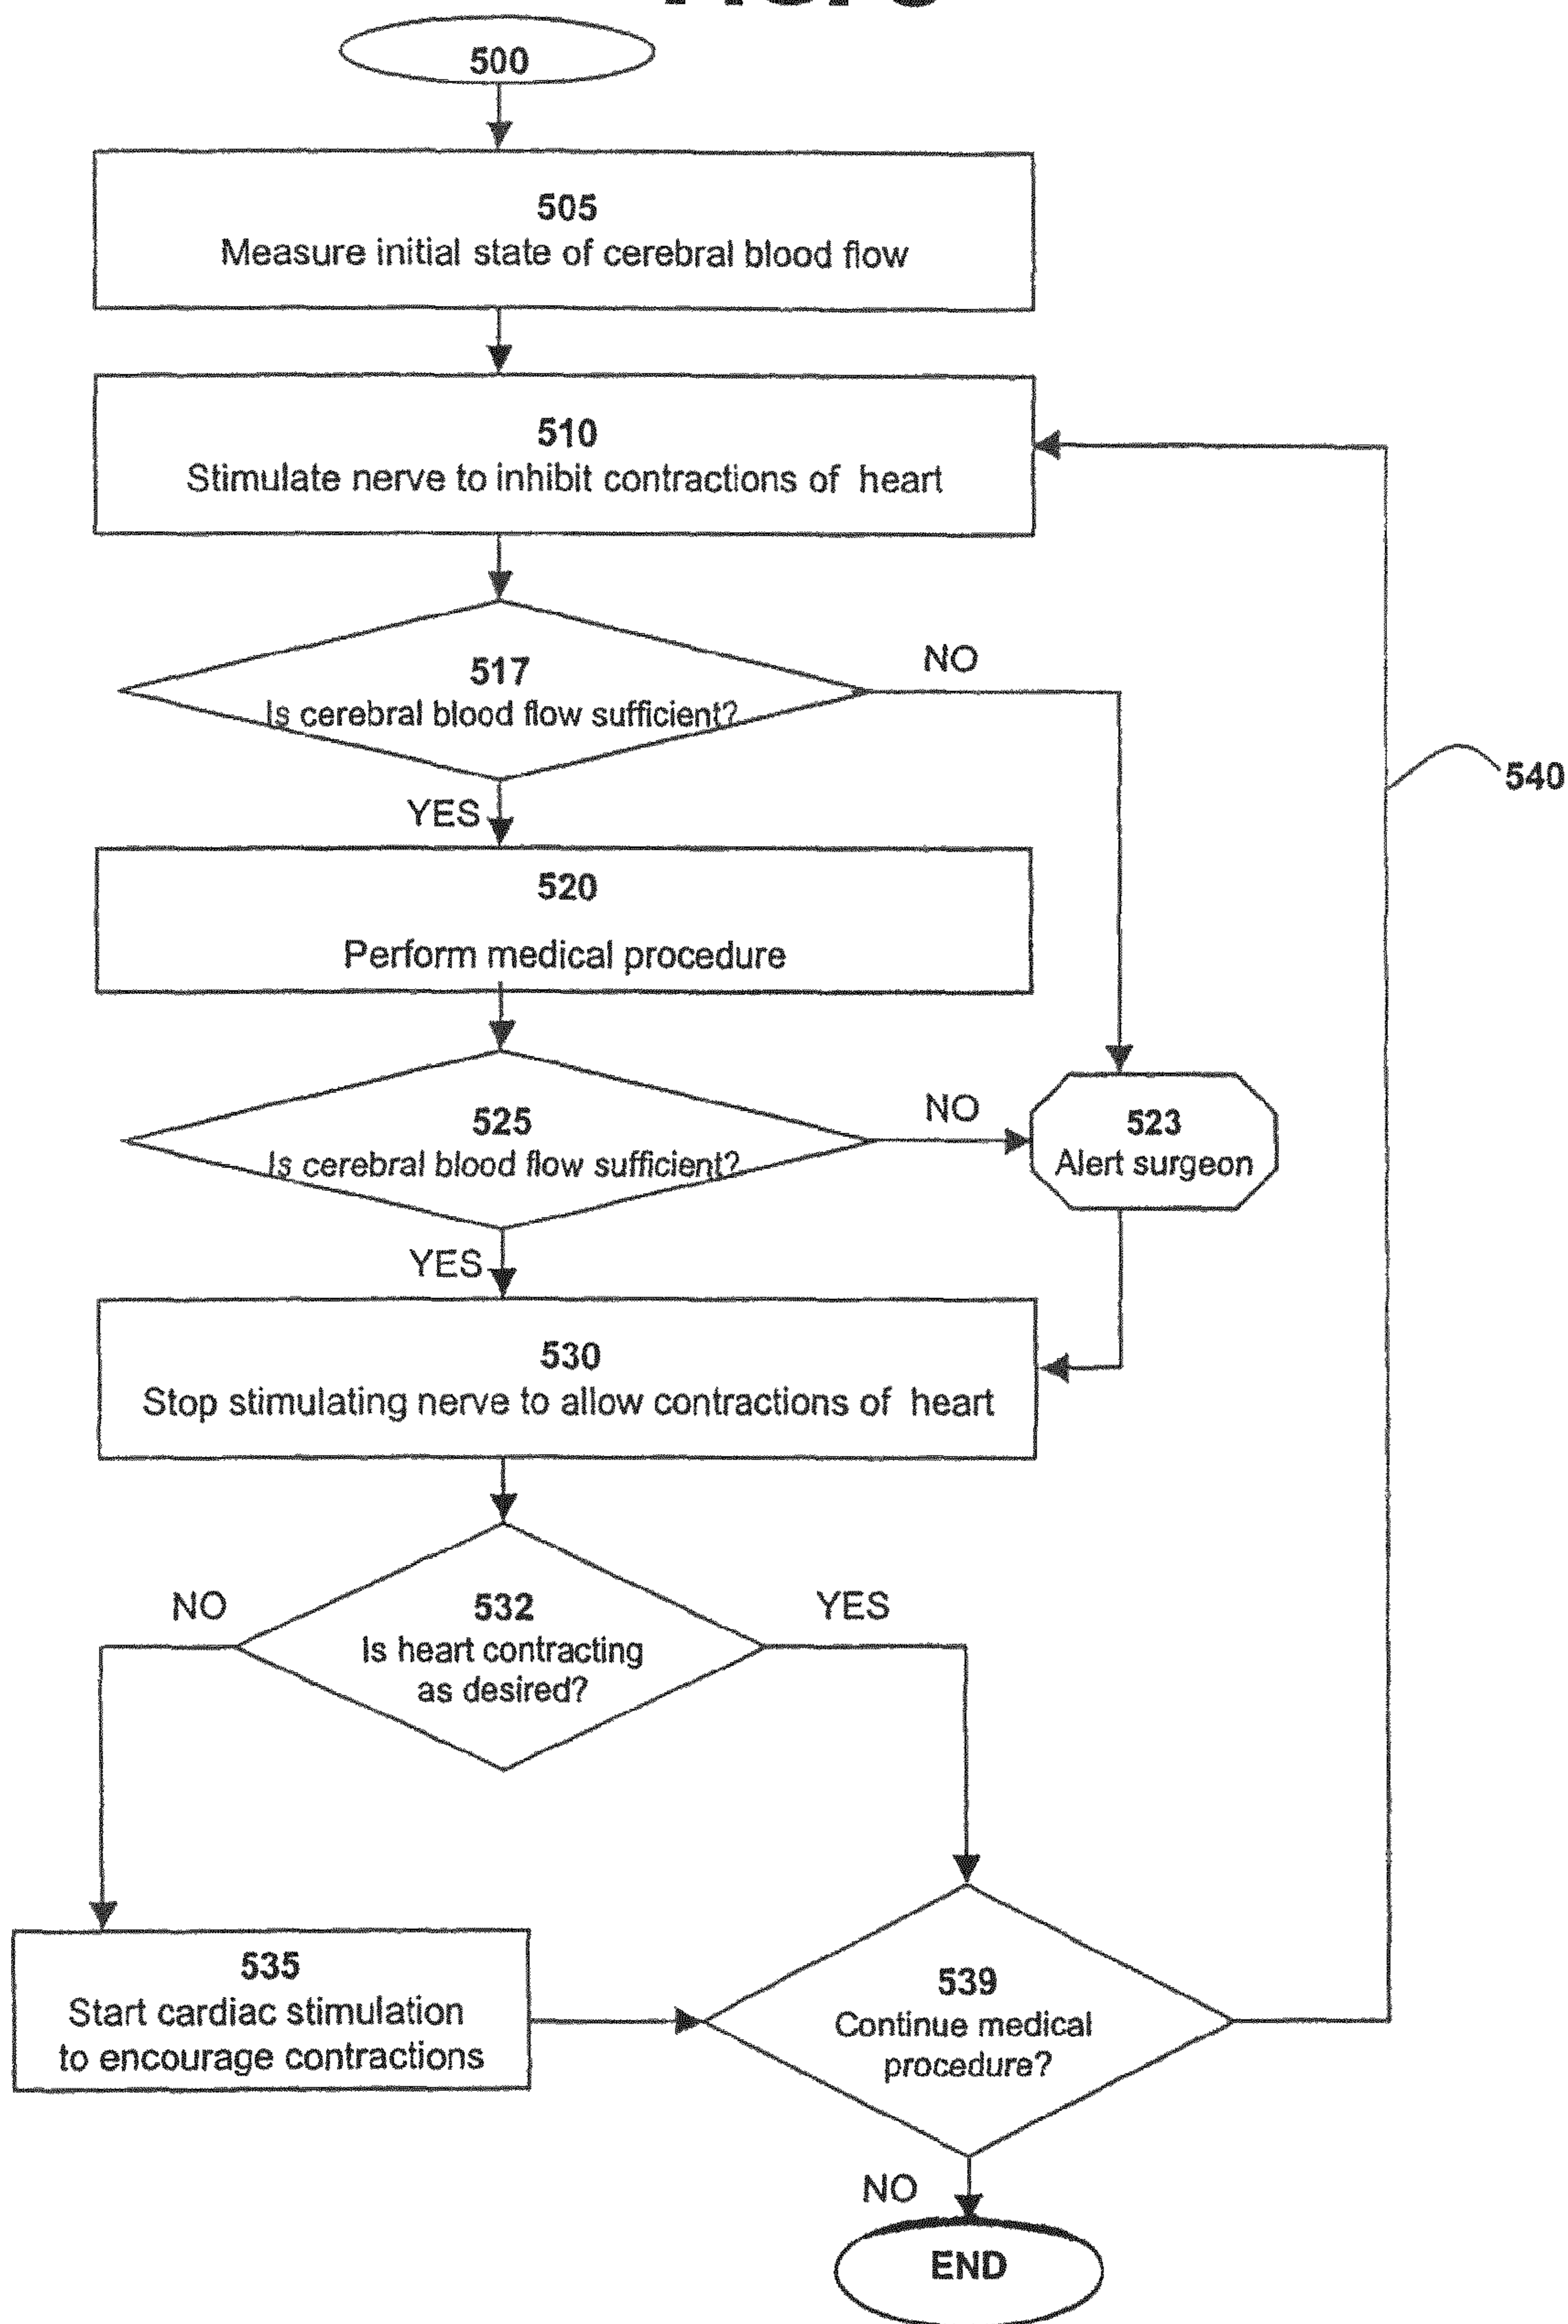 500
505
Measure initial state of cerebral blood flow
510
Stimulate nerve to inhibit contractions of heart
517
Is cerebral blood flow sufficient?
NO
540
YES
520
Perform medical procedure
525
Is cerebral blood flow sufficient?
NO
523
Alert surgeon
YES
530
Stop stimulating nerve to allow contractions of heart
NO
532
Is heart contracting
as desired?
YES
535
Start cardiac stimulation
to encourage contractions
539
Continue medical
procedure?
NO
END